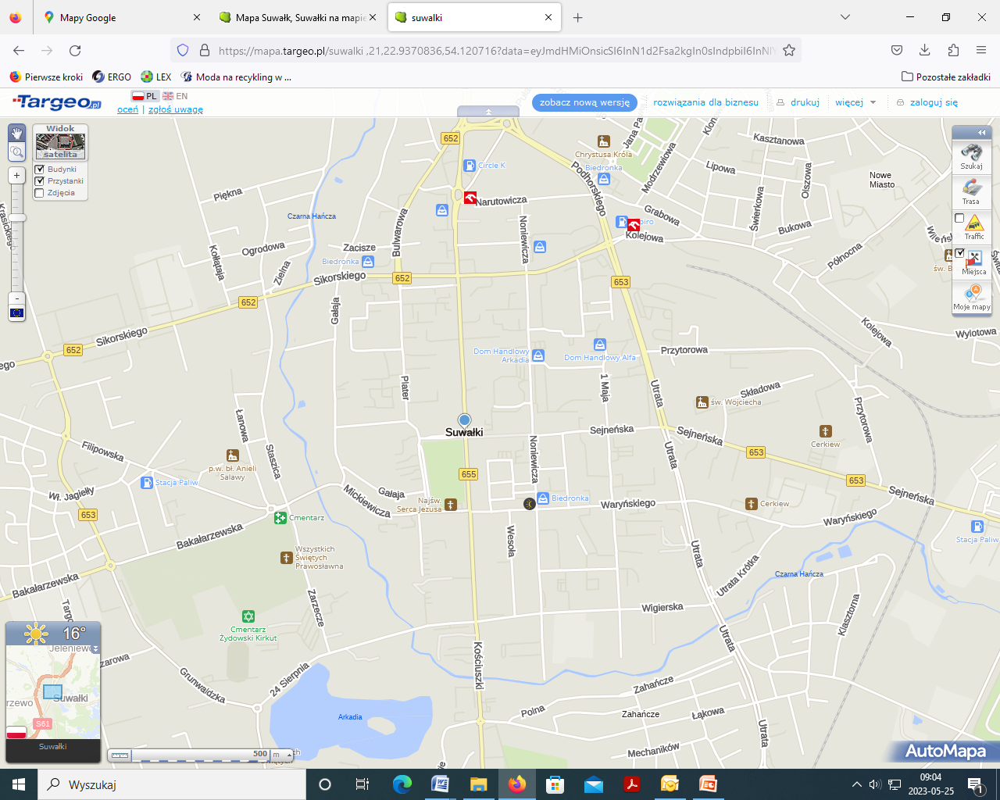 Mapy Google
Mapa Suwałk, Suwałki na mapie
suwalki
https://mapa.targeo.pl/suwalki ,21,22.9370836,54.120716?data=eyJmdHMiOnsicSI6InN1d2Fsa2kgIn0sIndpbiI6InNl
Pierwsze kroki
ERGO
LEX
Moda na recykling w ...
Pozostałe zakładki
Targeo.pl
PL
EN
oceń | zgłoś uwagę
zobacz nową wersję
rozwiązania dla biznesu
drukuj
więcej
zaloguj się
Widok
satelita
Budynki
Przystanki
Zdjęcia
Szukaj
Trasa
Traffic
Miejsca
Moje mapy
652
Circle K
Chrystusa Króla
Biedronka
Jana Pa
Modrzewiowa
Klon
Kasztanowa
Lipowa
Olszowa
Nowe
Miasto
Świerkowa
Bukowa
Północna
Piękna
Czarna Hańcza
Narutowicza
Podhorskiego
Grabowa
Kolejowa
Krasickiego
Bulwarowa
Noniewicza
Kołłątaja
Ogrodowa
Zielna
Zacisze
Biedronka
Sikorskiego
652
652
653
Gałaja
Sikorskiego
652
Kolejowa
Wylotowa
Dom Handlowy
Arkadia
Dom Handlowy Alfa
Przytorowa
Plater
1 Maja
Utrata
Składowa
św. Wojciecha
Przytorowa
Łanowa
Suwałki
Sejneńska
Sejneńska
Cerkiew
Filipowska
Staszica
p.w. bł. Anieli
Salawy
Noniewicza
Utrata
653
655
653
Stacja Paliw
Wł. Jagiełły
Gałaja
Mickiewicza
Najśw.
Serca Jezusa
Biedronka
Waryńskiego
Cerkiew
Sejneńska
Waryńskiego
653
Cmentarz
Bakałarzewska
Wesoła
Stacja Paliw
Wszystkich
Świętych
Prawosławna
Utrata
Utrata Krótka
Czarna Hańcza
Bakałarzewska
Zarzecze
Wigierska
Klasztorna
Cmentarz
Żydowski Kirkut
Utrata
Kościuszki
Grunwaldzka
24 Sierpnia
Zahańcze
Arkadia
Polna
Zahańcze
Łąkowa
Utrata
Mechaników
16°
Jeleniewo
Suwałki
S61
Suwałki
500 m
AutoMapa
Wyszukaj
09:04
2023-05-25
1